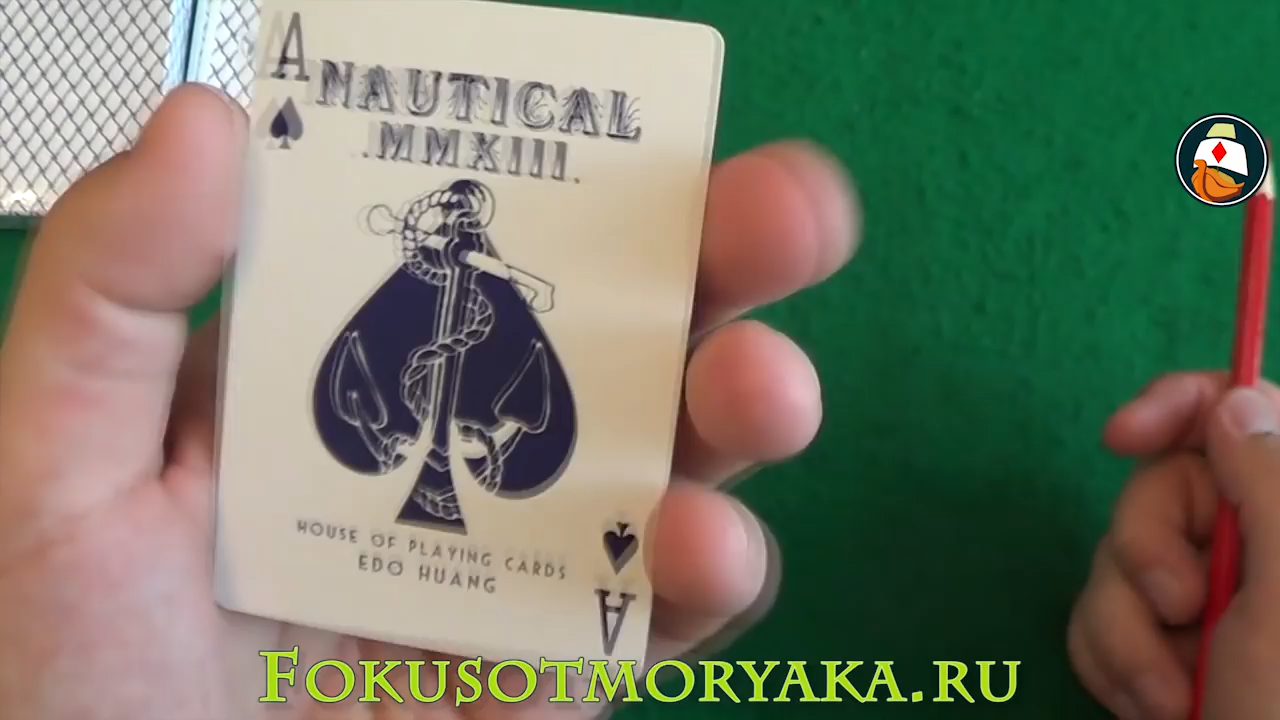 A
NAUTICAL
.MMXIII.
HOUSE OF PLAYING CARDS
EDO HUANG
A
FOKUSOTMORYAKA.RU